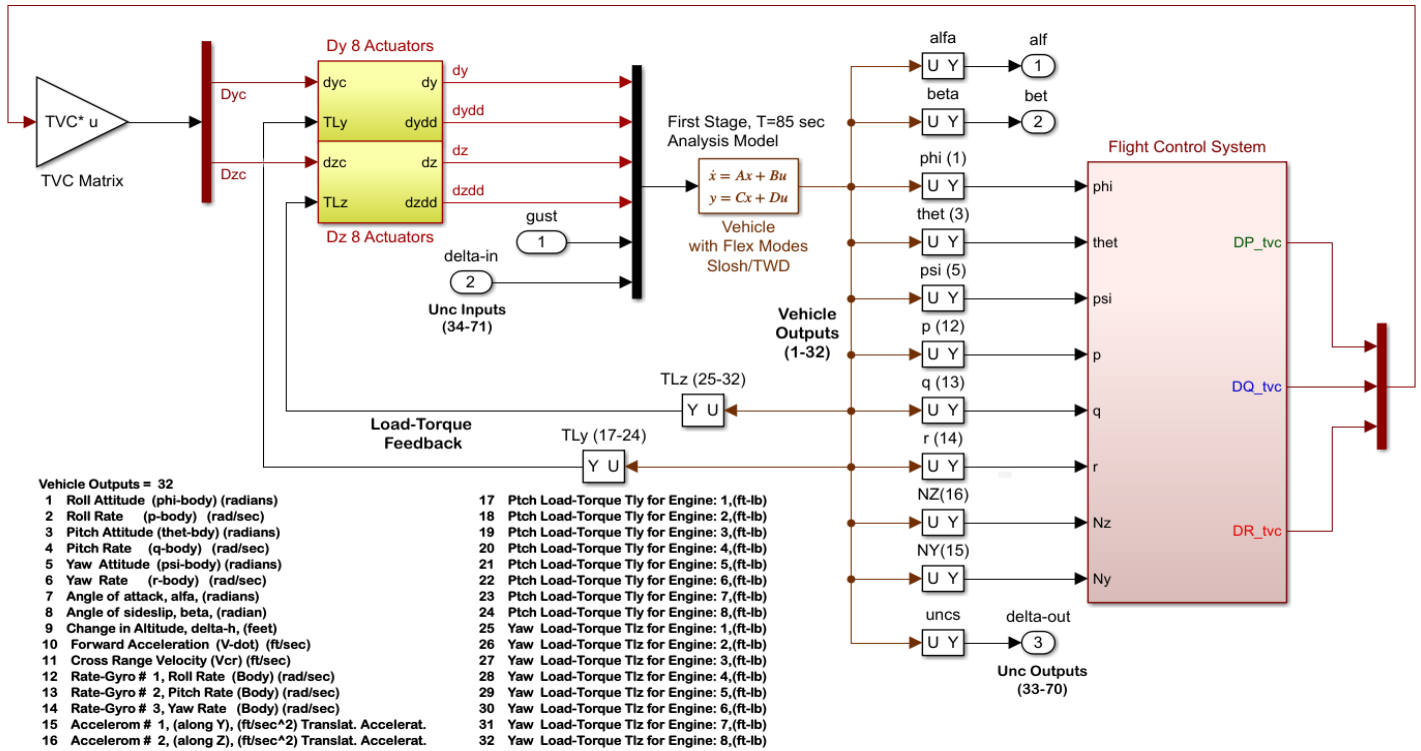 Dy 8 Actuators
dyc
dy
TLy
dydd
dzc
dz
TLz
dzdd
Dz 8 Actuators
dy
dydd
dz
dzdd
TVC* u
TVC Matrix
Dyc
Dzc
gust
1
delta-in
2
Unc Inputs
(34-71)
First Stage, T=85 sec
Analysis Model
ẋ = Ax + Bu
y = Cx + Du
Vehicle
with Flex Modes
Slosh/TWD
Vehicle
Outputs
(1-32)
alfa
U Y
alf
1
beta
U Y
bet
2
phi (1)
U Y
thet (3)
U Y
psi (5)
U Y
p (12)
U Y
q (13)
U Y
r (14)
U Y
NZ(16)
U Y
NY(15)
U Y
uncs
U Y
delta-out
3
Unc Outputs
(33-70)
Flight Control System
phi
thet
psi
p
q
r
Nz
Ny
DP_tvc
DQ_tvc
DR_tvc
TLz (25-32)
Y U
Load-Torque
Feedback
TLy (17-24)
Y U
Vehicle Outputs = 32
1 Roll Attitude (phi-body) (radians)
2 Roll Rate (p-body) (rad/sec)
3 Pitch Attitude (thet-bdy) (radians)
4 Pitch Rate (q-body) (rad/sec)
5 Yaw Attitude (psi-body) (radians)
6 Yaw Rate (r-body) (rad/sec)
7 Angle of attack, alfa, (radians)
8 Angle of sideslip, beta, (radian)
9 Change in Altitude, delta-h, (feet)
10 Forward Acceleration (V-dot) (ft/sec)
11 Cross Range Velocity (Vcr) (ft/sec)
12 Rate-Gyro # 1, Roll Rate (Body) (rad/sec)
13 Rate-Gyro # 2, Pitch Rate (Body) (rad/sec)
14 Rate-Gyro # 3, Yaw Rate (Body) (rad/sec)
15 Accelerom # 1, (along Y), (ft/sec^2) Translat. Accelerat.
16 Accelerom # 2, (along Z), (ft/sec^2) Translat. Accelerat.
17 Ptch Load-Torque Tly for Engine: 1,(ft-lb)
18 Ptch Load-Torque Tly for Engine: 2,(ft-lb)
19 Ptch Load-Torque Tly for Engine: 3,(ft-lb)
20 Ptch Load-Torque Tly for Engine: 4,(ft-lb)
21 Ptch Load-Torque Tly for Engine: 5,(ft-lb)
22 Ptch Load-Torque Tly for Engine: 6,(ft-lb)
23 Ptch Load-Torque Tly for Engine: 7,(ft-lb)
24 Ptch Load-Torque Tly for Engine: 8,(ft-lb)
25 Yaw Load-Torque Tlz for Engine: 1,(ft-lb)
26 Yaw Load-Torque Tlz for Engine: 2,(ft-lb)
27 Yaw Load-Torque Tlz for Engine: 3,(ft-lb)
28 Yaw Load-Torque Tlz for Engine: 4,(ft-lb)
29 Yaw Load-Torque Tlz for Engine: 5,(ft-lb)
30 Yaw Load-Torque Tlz for Engine: 6,(ft-lb)
31 Yaw Load-Torque Tlz for Engine: 7,(ft-lb)
32 Yaw Load-Torque Tlz for Engine: 8,(ft-lb)